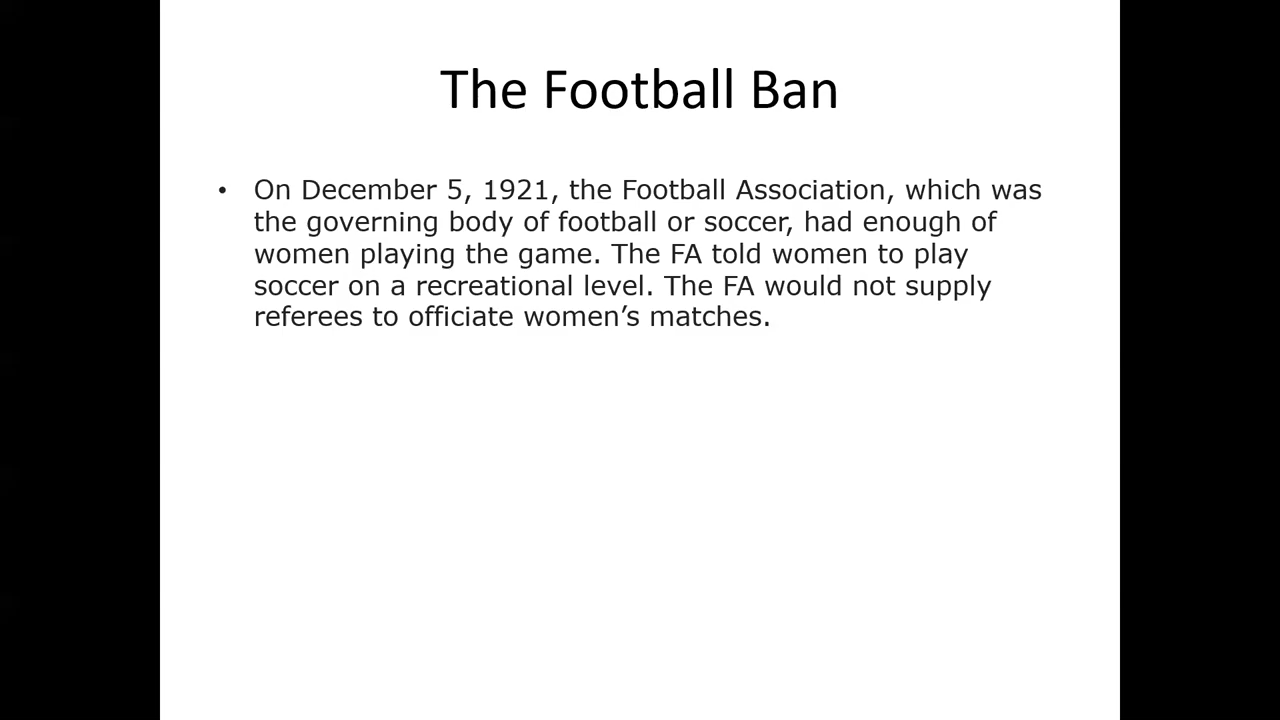 The Football Ban
• On December 5, 1921, the Football Association, which was
the governing body of football or soccer, had enough of
women playing the game. The FA told women to play
soccer on a recreational level. The FA would not supply
referees to officiate women’s matches.